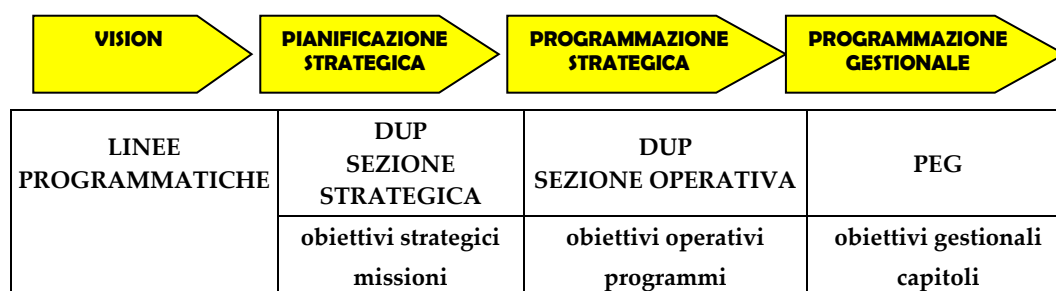 VISION
PIANIFICAZIONE
STRATEGICA
PROGRAMMAZIONE
STRATEGICA
PROGRAMMAZIONE
GESTIONALE
LINEE
PROGRAMMATICHE
DUP
SEZIONE
STRATEGICA
DUP
SEZIONE OPERATIVA
PEG
obiettivi strategici
missioni
obiettivi operativi
programmi
obiettivi gestionali
capitoli